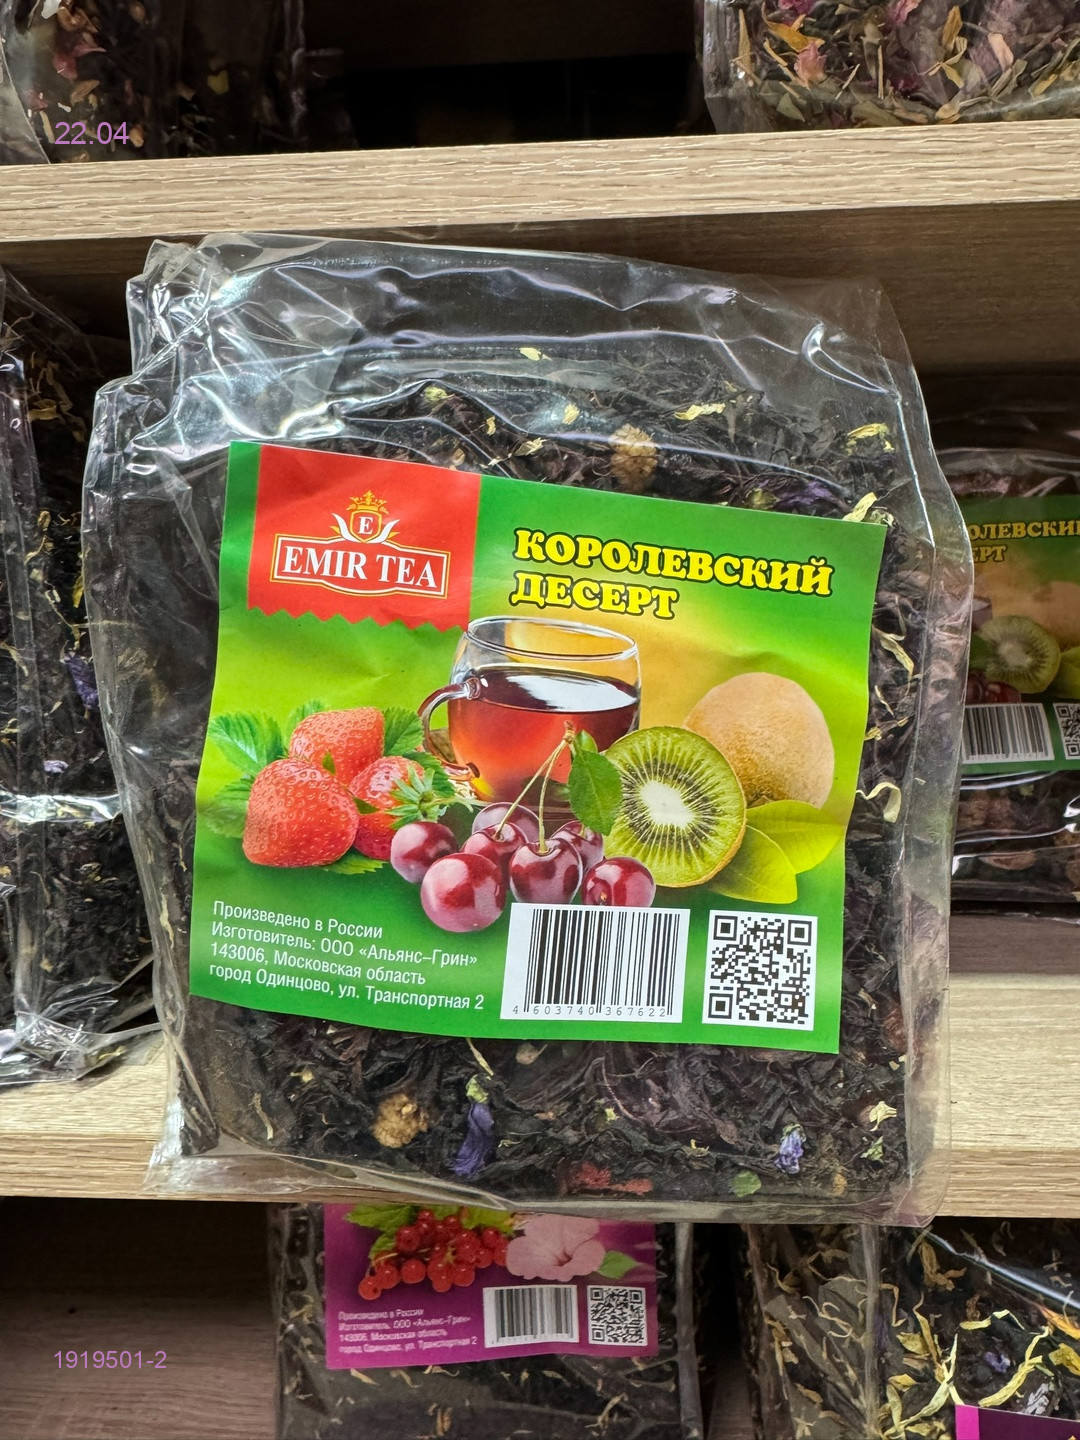 22.04
E
EMIR TEA
КОРОЛЕВСКИЙ
ДЕСЕРТ
Произведено в России
Изготовитель: ООО «Альянс–Грин»
143006, Московская область
город Одинцово, ул. Транспортная 2
4 603740 367622
Произведено в России
Изготовитель: ООО «Альянс–Грин»
143006, Московская область
город Одинцово, ул. Транспортная 2
1919501-2